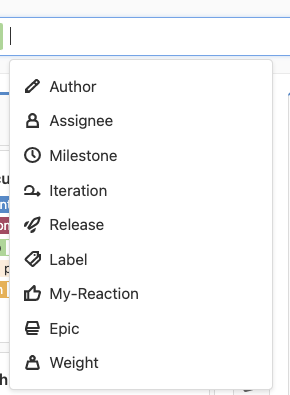 Author
Assignee
Milestone
Iteration
Release
Label
My-Reaction
Epic
Weight